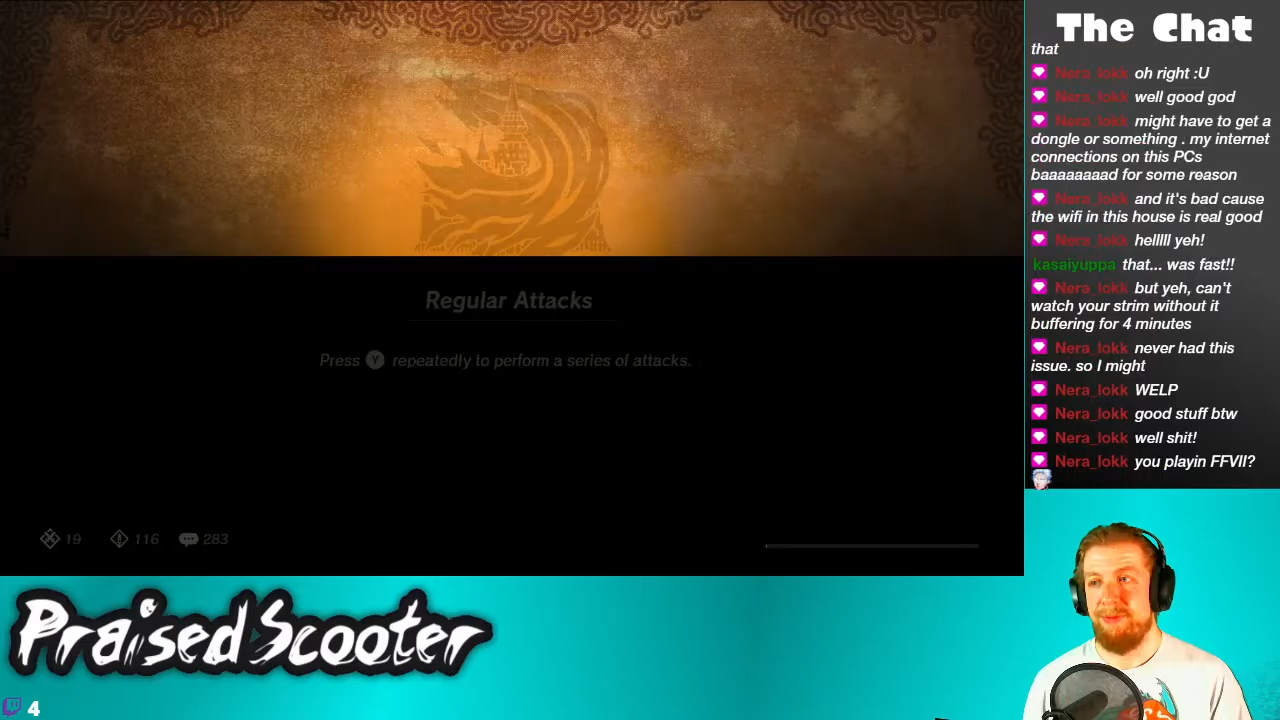 The Chat
that
Nera_lokk oh right :U
Nera_lokk well good god
Nera_lokk might have to get a
dongle or something . my internet
connections on this PCs
baaaaaaaad for some reason
Nera_lokk and it's bad cause
the wifi in this house is real good
Nera_lokk helllll yeh!
kasaiyuppa that... was fast!!
Nera_lokk but yeh, can't
watch your strim without it
buffering for 4 minutes
Nera_lokk never had this
issue. so I might
Nera_lokk WELP
Nera_lokk good stuff btw
Nera_lokk well shit!
Nera_lokk you playin FFVII?
Regular Attacks
Press Y repeatedly to perform a series of attacks.
19 116 283
PraisedScooter
4